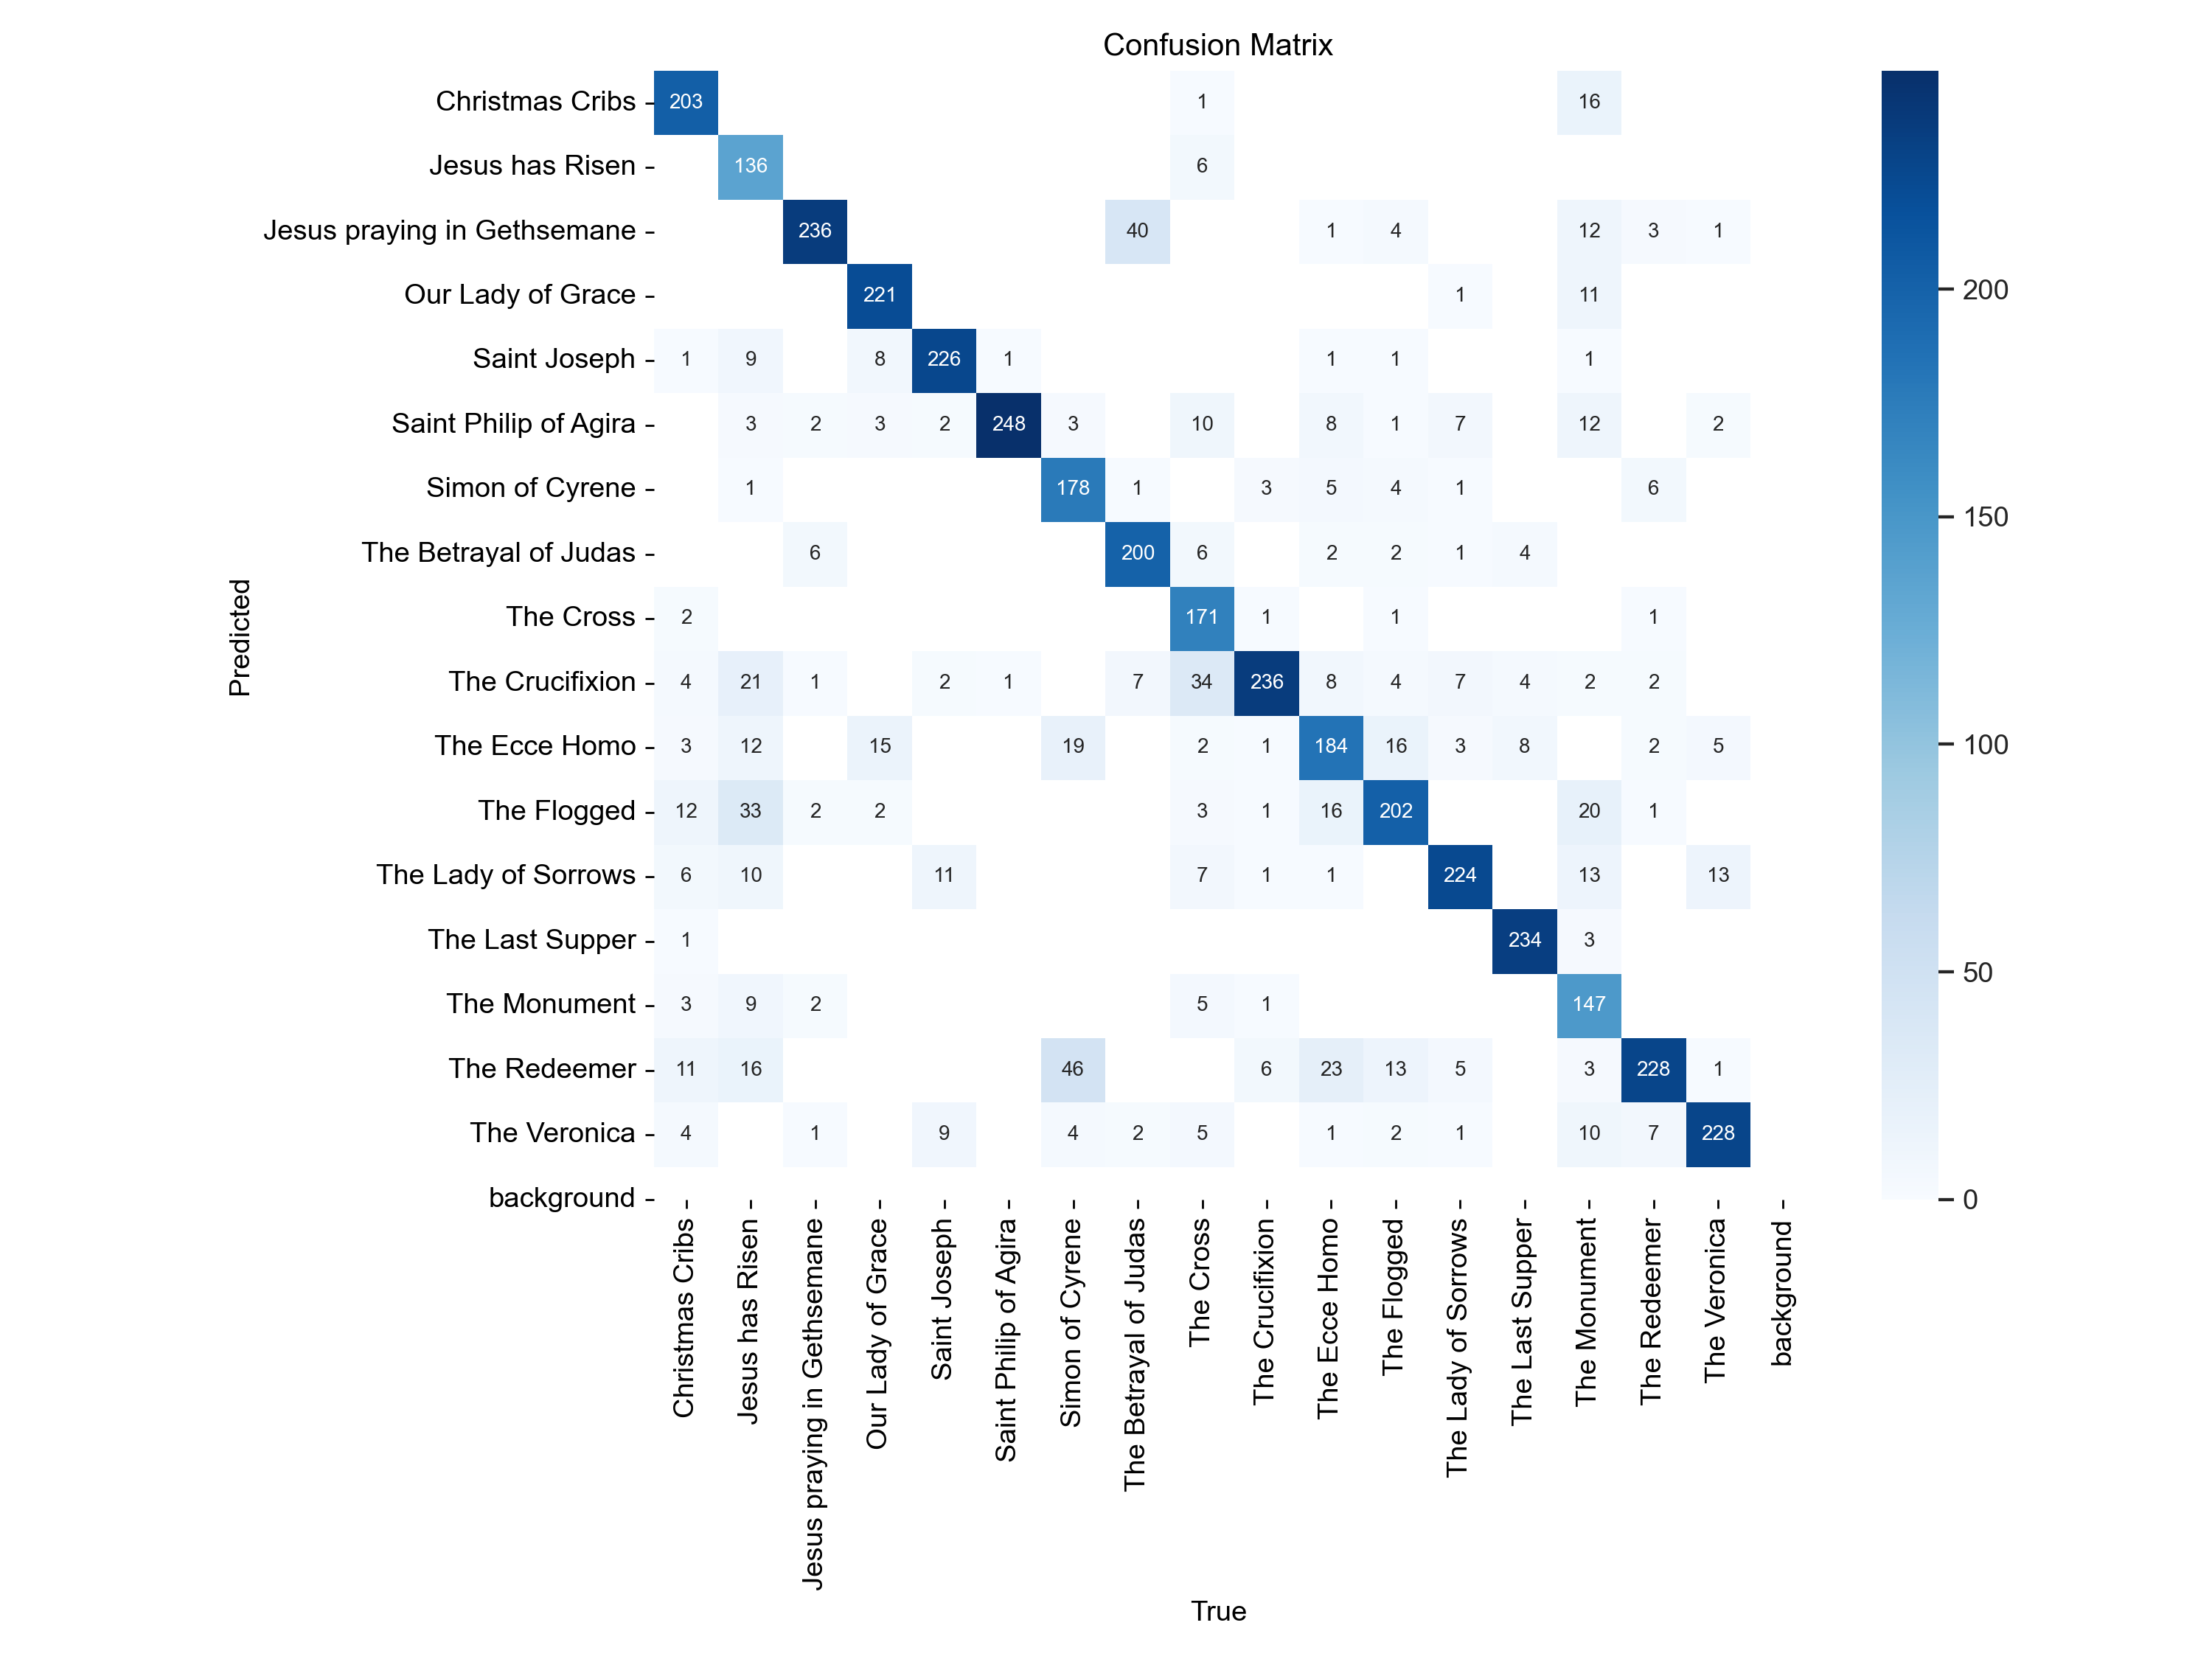 Confusion Matrix
Christmas Cribs 203 1 16
Jesus has Risen 136 6
Jesus praying in Gethsemane 236 40 1 4 12 3 1
Our Lady of Grace 221 1 11
Saint Joseph 1 9 8 226 1 1 1 1
Saint Philip of Agira 3 2 3 2 248 3 10 8 1 7 12 2
Simon of Cyrene 1 178 1 3 5 4 1 6
The Betrayal of Judas 6 200 6 2 2 1 4
The Cross 2 171 1 1 1
The Crucifixion 4 21 1 2 1 7 34 236 8 4 7 4 2 2
The Ecce Homo 3 12 15 19 2 1 184 16 3 8 2 5
The Flogged 12 33 2 2 3 1 16 202 20 1
The Lady of Sorrows 6 10 11 7 1 1 224 13 13
The Last Supper 1 234 3
The Monument 3 9 2 5 1 147
The Redeemer 11 16 46 6 23 13 5 3 228 1
The Veronica 4 1 9 4 2 5 1 2 1 10 7 228
background
Predicted
Christmas Cribs
Jesus has Risen
Jesus praying in Gethsemane
Our Lady of Grace
Saint Joseph
Saint Philip of Agira
Simon of Cyrene
The Betrayal of Judas
The Cross
The Crucifixion
The Ecce Homo
The Flogged
The Lady of Sorrows
The Last Supper
The Monument
The Redeemer
The Veronica
background
True
200
150
100
50
0